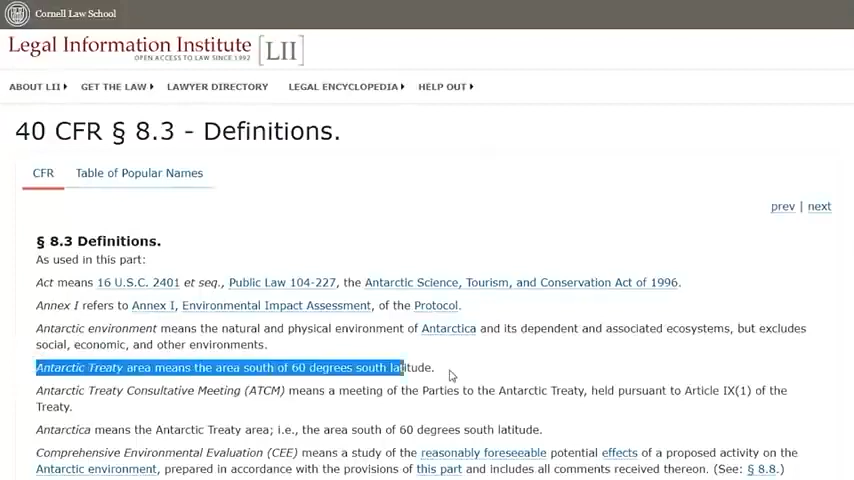 Cornell Law School
Legal Information Institute [LII]
OPEN ACCESS TO LAW SINCE 1992
ABOUT LII GET THE LAW LAWYER DIRECTORY LEGAL ENCYCLOPEDIA HELP OUT
40 CFR § 8.3 - Definitions.
CFR Table of Popular Names
prev | next
§ 8.3 Definitions.
As used in this part:
Act means 16 U.S.C. 2401 et seq., Public Law 104-227, the Antarctic Science, Tourism, and Conservation Act of 1996.
Annex I refers to Annex I, Environmental Impact Assessment, of the Protocol.
Antarctic environment means the natural and physical environment of Antarctica and its dependent and associated ecosystems, but excludes
social, economic, and other environments.
Antarctic Treaty area means the area south of 60 degrees south latitude.
Antarctic Treaty Consultative Meeting (ATCM) means a meeting of the Parties to the Antarctic Treaty, held pursuant to Article IX(1) of the
Treaty.
Antarctica means the Antarctic Treaty area; i.e., the area south of 60 degrees south latitude.
Comprehensive Environmental Evaluation (CEE) means a study of the reasonably foreseeable potential effects of a proposed activity on the
Antarctic environment, prepared in accordance with the provisions of this part and includes all comments received thereon. (See: § 8.8.)